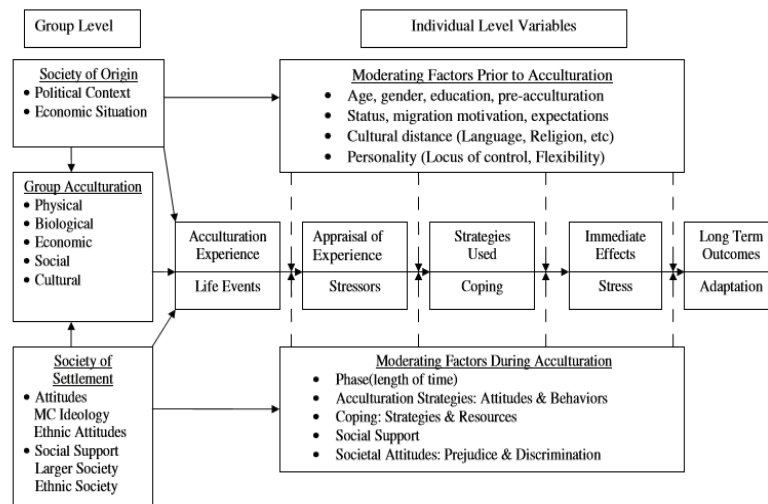 Group Level
Individual Level Variables
Society of Origin
• Political Context
• Economic Situation
Moderating Factors Prior to Acculturation
• Age, gender, education, pre-acculturation
• Status, migration motivation, expectations
• Cultural distance (Language, Religion, etc)
• Personality (Locus of control, Flexibility)
Group Acculturation
• Physical
• Biological
• Economic
• Social
• Cultural
Acculturation
Experience
Life Events
Appraisal of
Experience
Stressors
Strategies
Used
Coping
Immediate
Effects
Stress
Long Term
Outcomes
Adaptation
Society of
Settlement
• Attitudes
MC Ideology
Ethnic Attitudes
• Social Support
Larger Society
Ethnic Society
Moderating Factors During Acculturation
• Phase(length of time)
• Acculturation Strategies: Attitudes & Behaviors
• Coping: Strategies & Resources
• Social Support
• Societal Attitudes: Prejudice & Discrimination